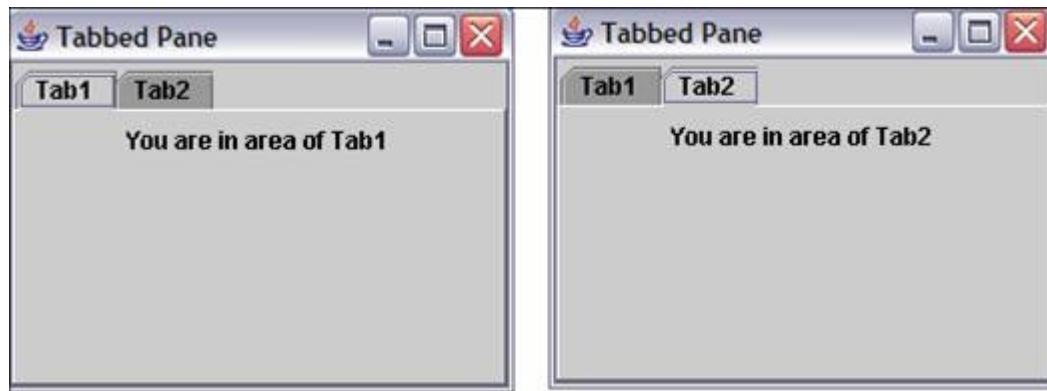 Tabbed Pane
Tab1 Tab2
You are in area of Tab1
Tabbed Pane
Tab1 Tab2
You are in area of Tab2